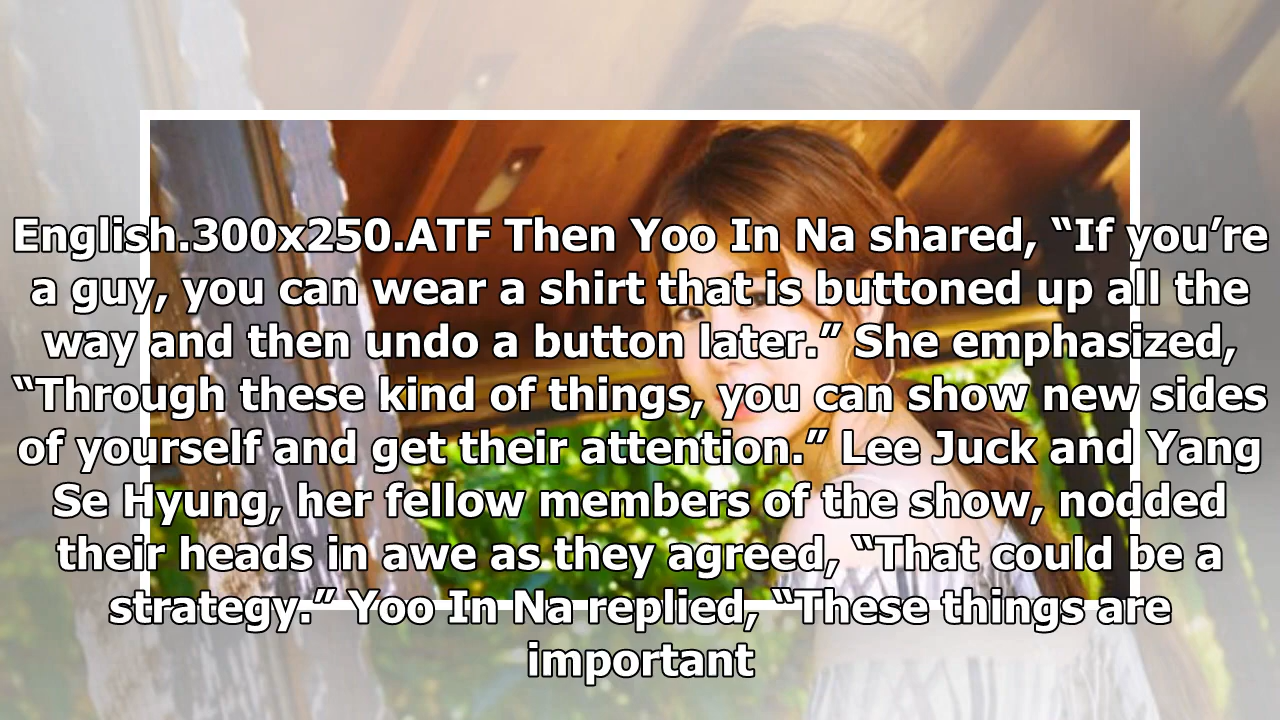 English.300x250.ATF Then Yoo In Na shared, “If you’re
a guy, you can wear a shirt that is buttoned up all the
way and then undo a button later.” She emphasized,
“Through these kind of things, you can show new sides
of yourself and get their attention.” Lee Juck and Yang
Se Hyung, her fellow members of the show, nodded
their heads in awe as they agreed, “That could be a
strategy.” Yoo In Na replied, “These things are
important